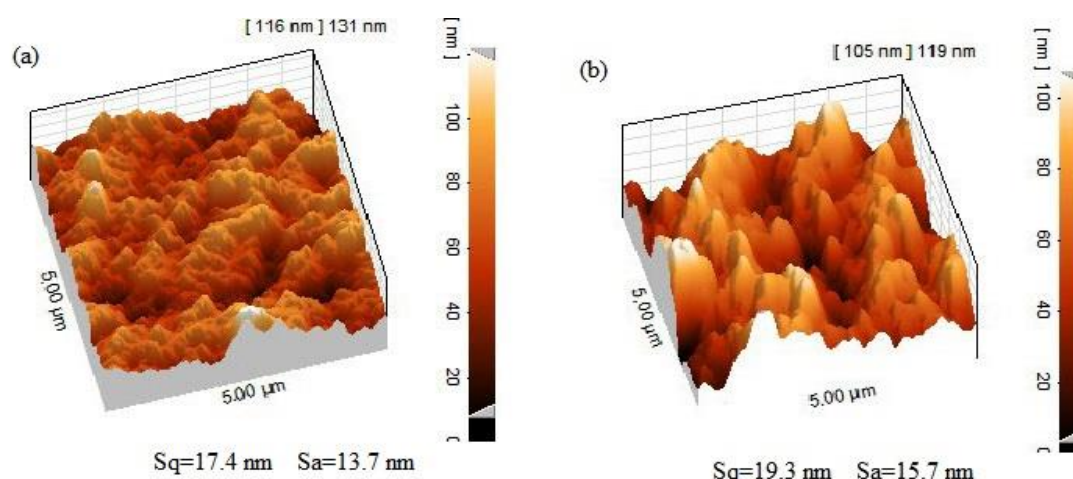 (a)
[ 116 nm ] 131 nm
[ nm ]
100
80
60
40
20
0
5.00 µm
5.00 µm
Sq=17.4 nm Sa=13.7 nm
(b)
[ 105 nm ] 119 nm
[ nm ]
100
80
60
40
20
0
5.00 µm
5.00 µm
Sq=19.3 nm Sa=15.7 nm